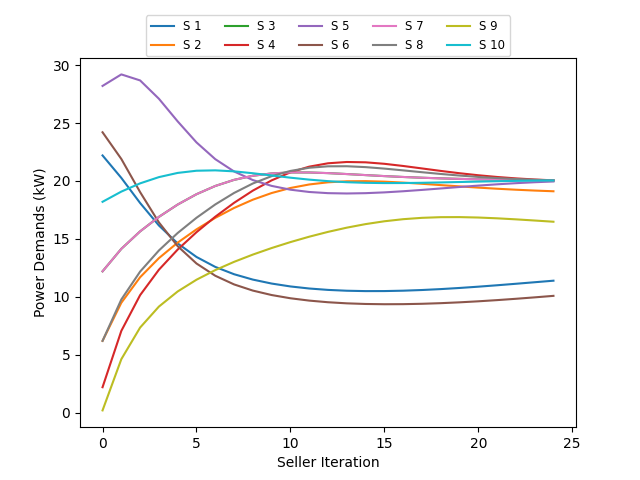 S 1 S 3 S 5 S 7 S 9
S 2 S 4 S 6 S 8 S 10
30
25
20
15
10
5
0
Power Demands (kW)
0 5 10 15 20 25
Seller Iteration